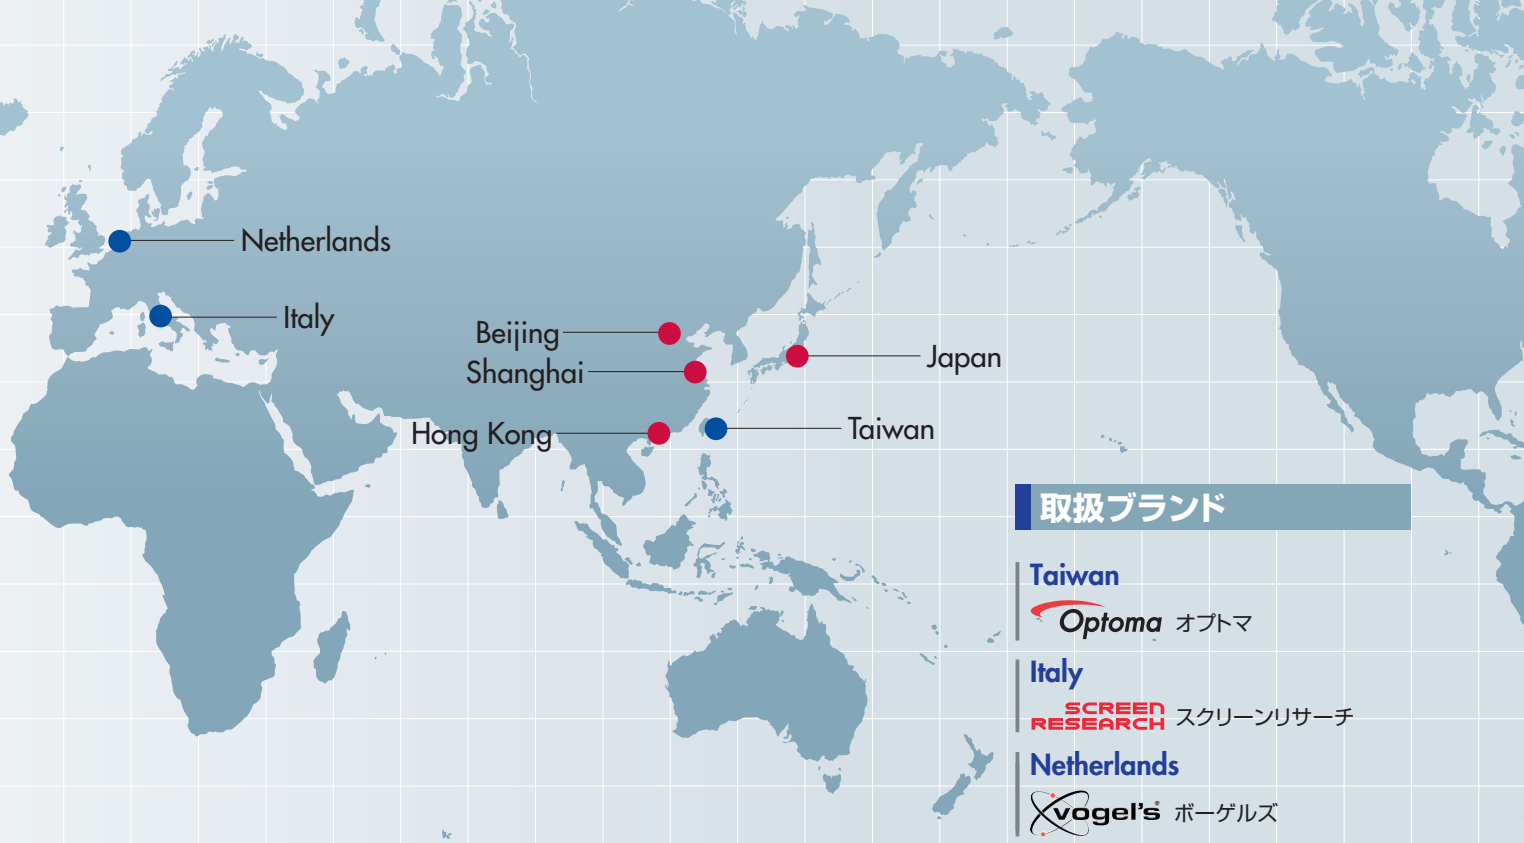 Netherlands
Italy
Beijing
Shanghai
Hong Kong
Japan
Taiwan
取扱ブランド
Taiwan
Optoma オプトマ
Italy
SCREEN
RESEARCH スクリーンリサーチ
Netherlands
vogel's® ボーゲルズ